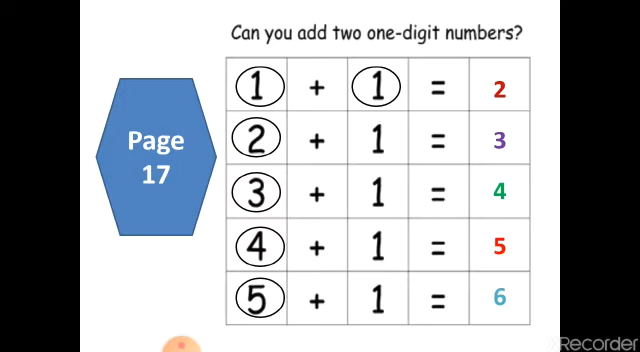 Can you add two one-digit numbers?
Page
17
1 + 1 = 2
2 + 1 = 3
3 + 1 = 4
4 + 1 = 5
5 + 1 = 6
XRecorder